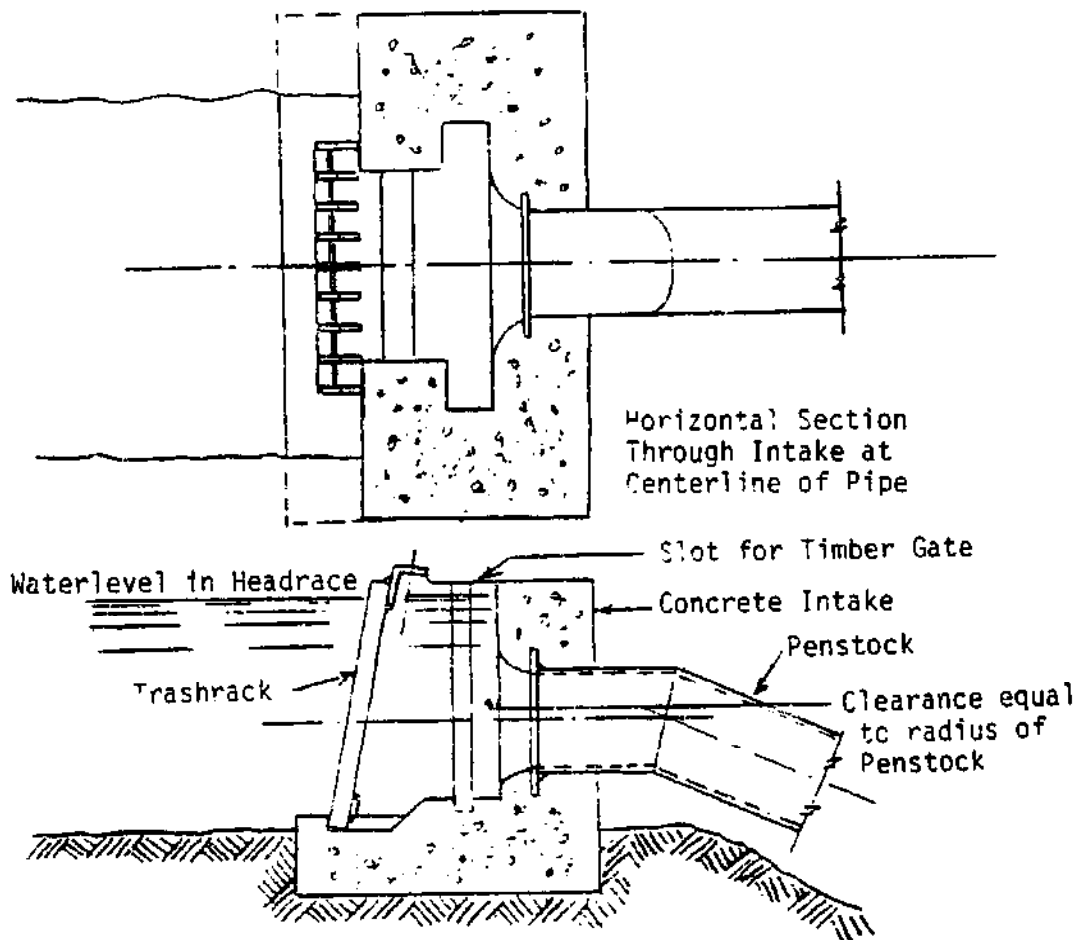 Horizontal Section
Through Intake at
Centerline of Pipe
Slot for Timber Gate
Waterlevel in Headrace
Concrete Intake
Penstock
Trashrack
Clearance equal
to radius of
Penstock